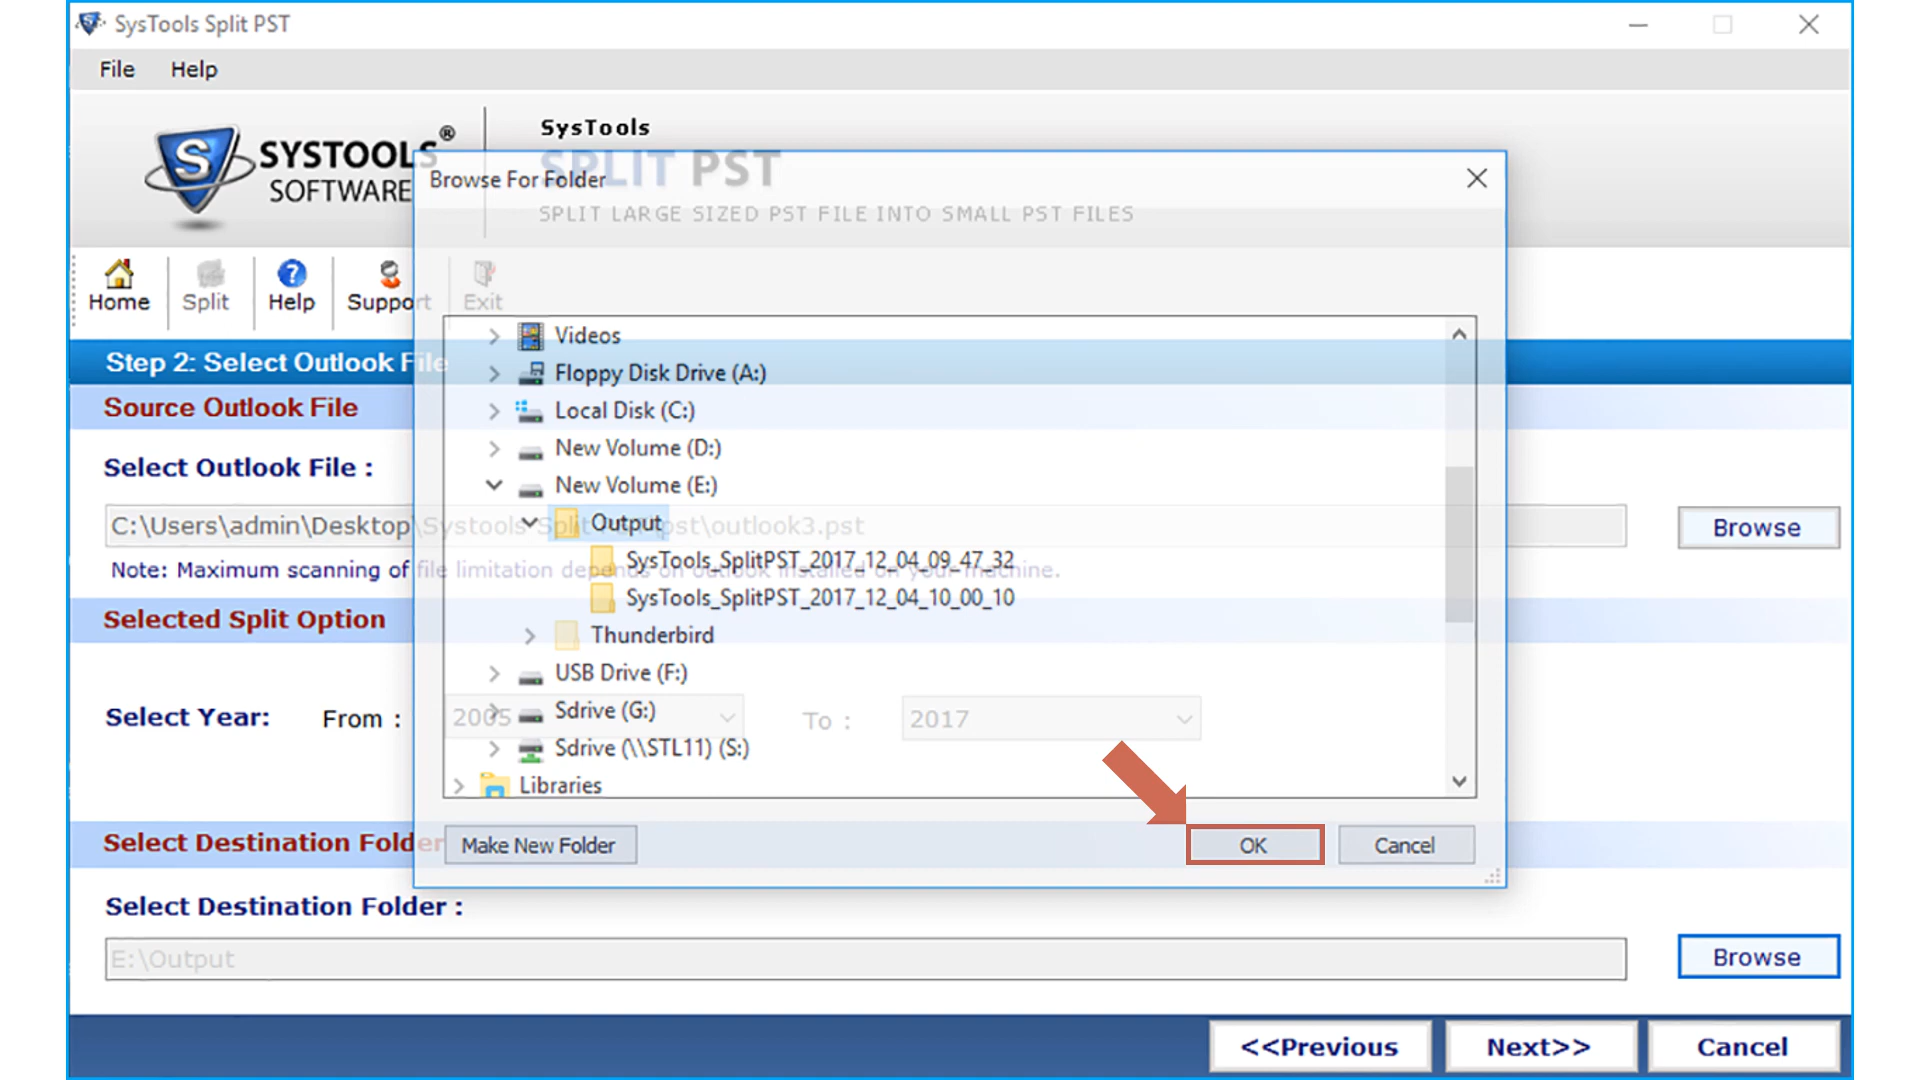 SysTools Split PST
File Help
SYSTOOLS®
SOFTWARE
SysTools
SPLIT PST
SPLIT LARGE SIZED PST FILE INTO SMALL PST FILES
Browse For Folder
Home Split Help Support Exit
Step 2: Select Outlook File
Source Outlook File
Select Outlook File :
C:\Users\admin\Desktop\Systools Split PST\pst\outlook3.pst
Browse
Note: Maximum scanning of file limitation depends on outlook installed on your machine.
Selected Split Option
Select Year: From : 2005 To : 2017
Videos
Floppy Disk Drive (A:)
Local Disk (C:)
New Volume (D:)
New Volume (E:)
Output
SysTools_SplitPST_2017_12_04_09_47_32
SysTools_SplitPST_2017_12_04_10_00_10
Thunderbird
USB Drive (F:)
Sdrive (G:)
Sdrive (\\STL11) (S:)
Libraries
Make New Folder OK Cancel
Select Destination Folder
Select Destination Folder :
E:\Output
Browse
<<Previous Next>> Cancel